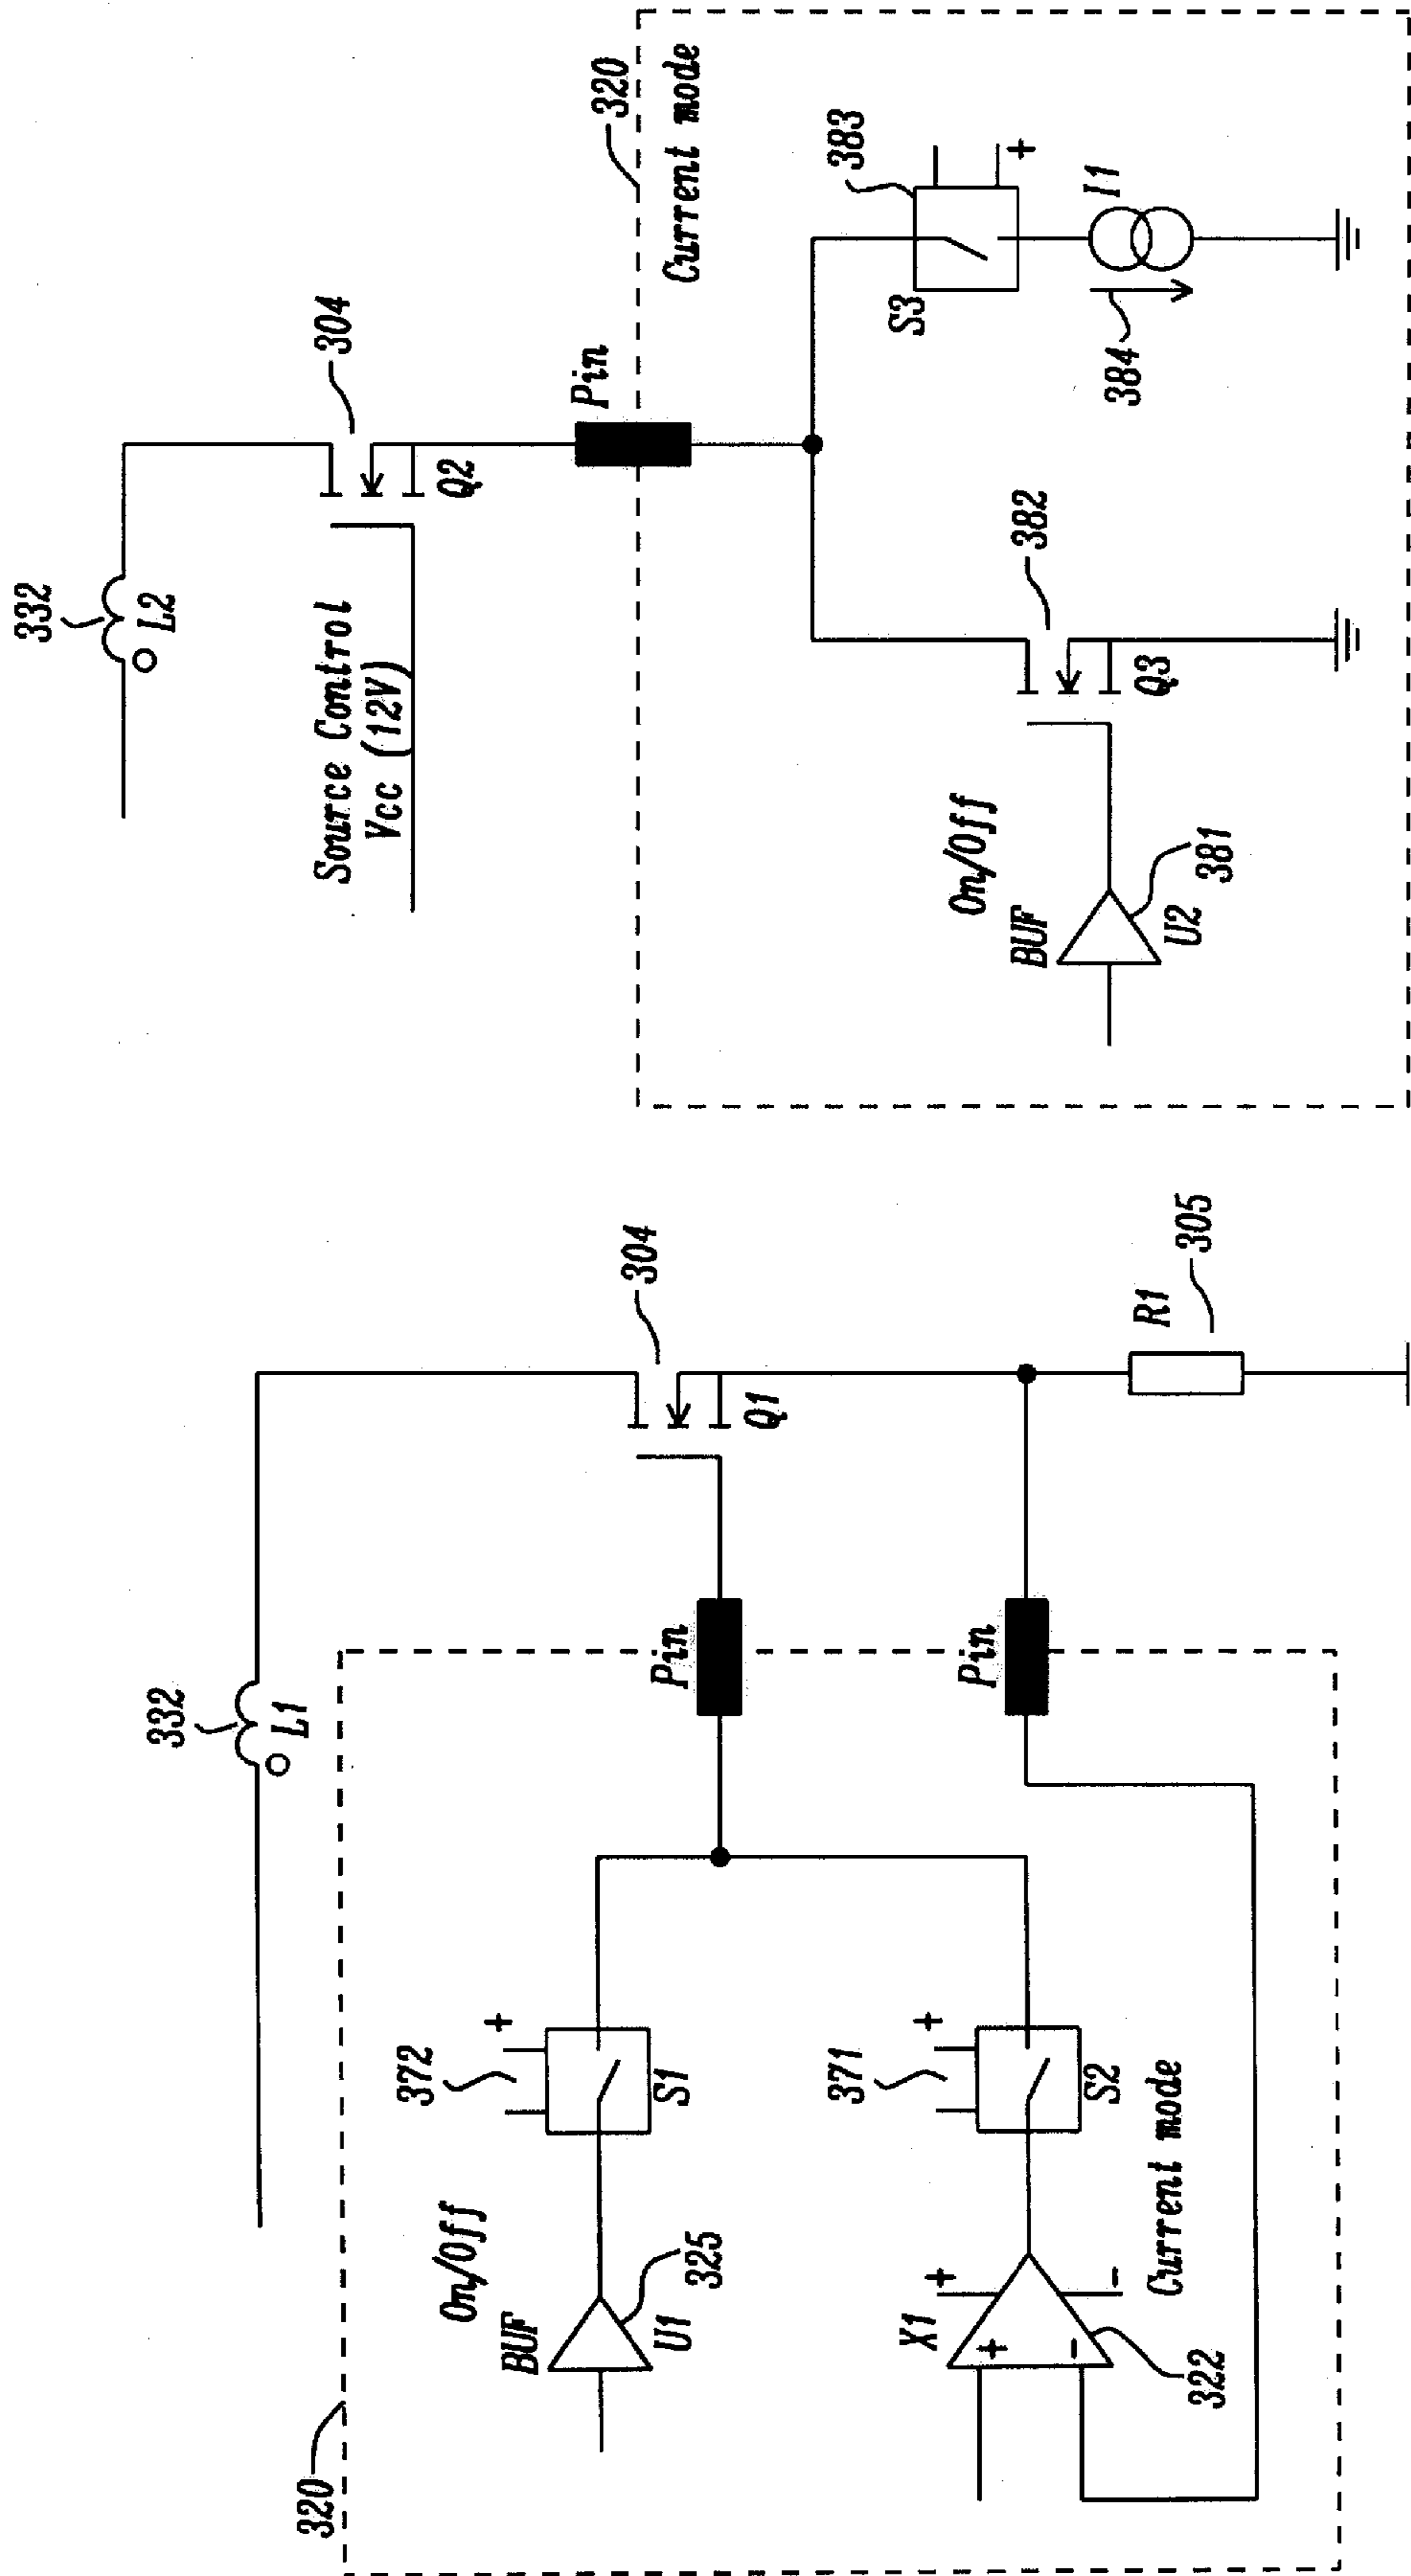 320
332
L1
304
Q1
On/Off
BUF
U1
325
372
+
S1
Pin
X1
+
-
+
-
322
371
+
S2
Current mode
Pin
R1
305
332
L2
Source Control
Vcc (12V)
304
Q2
Pin
320
Current mode
On/Off
BUF
U2
381
382
Q3
383
+
S3
I1
384